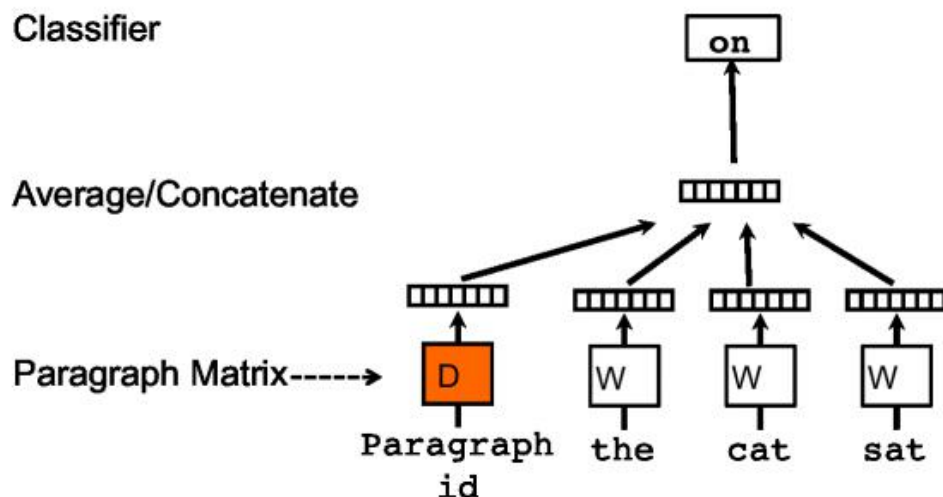 Classifier
on
Average/Concatenate
Paragraph Matrix
D
W
W
W
Paragraph
id
the
cat
sat